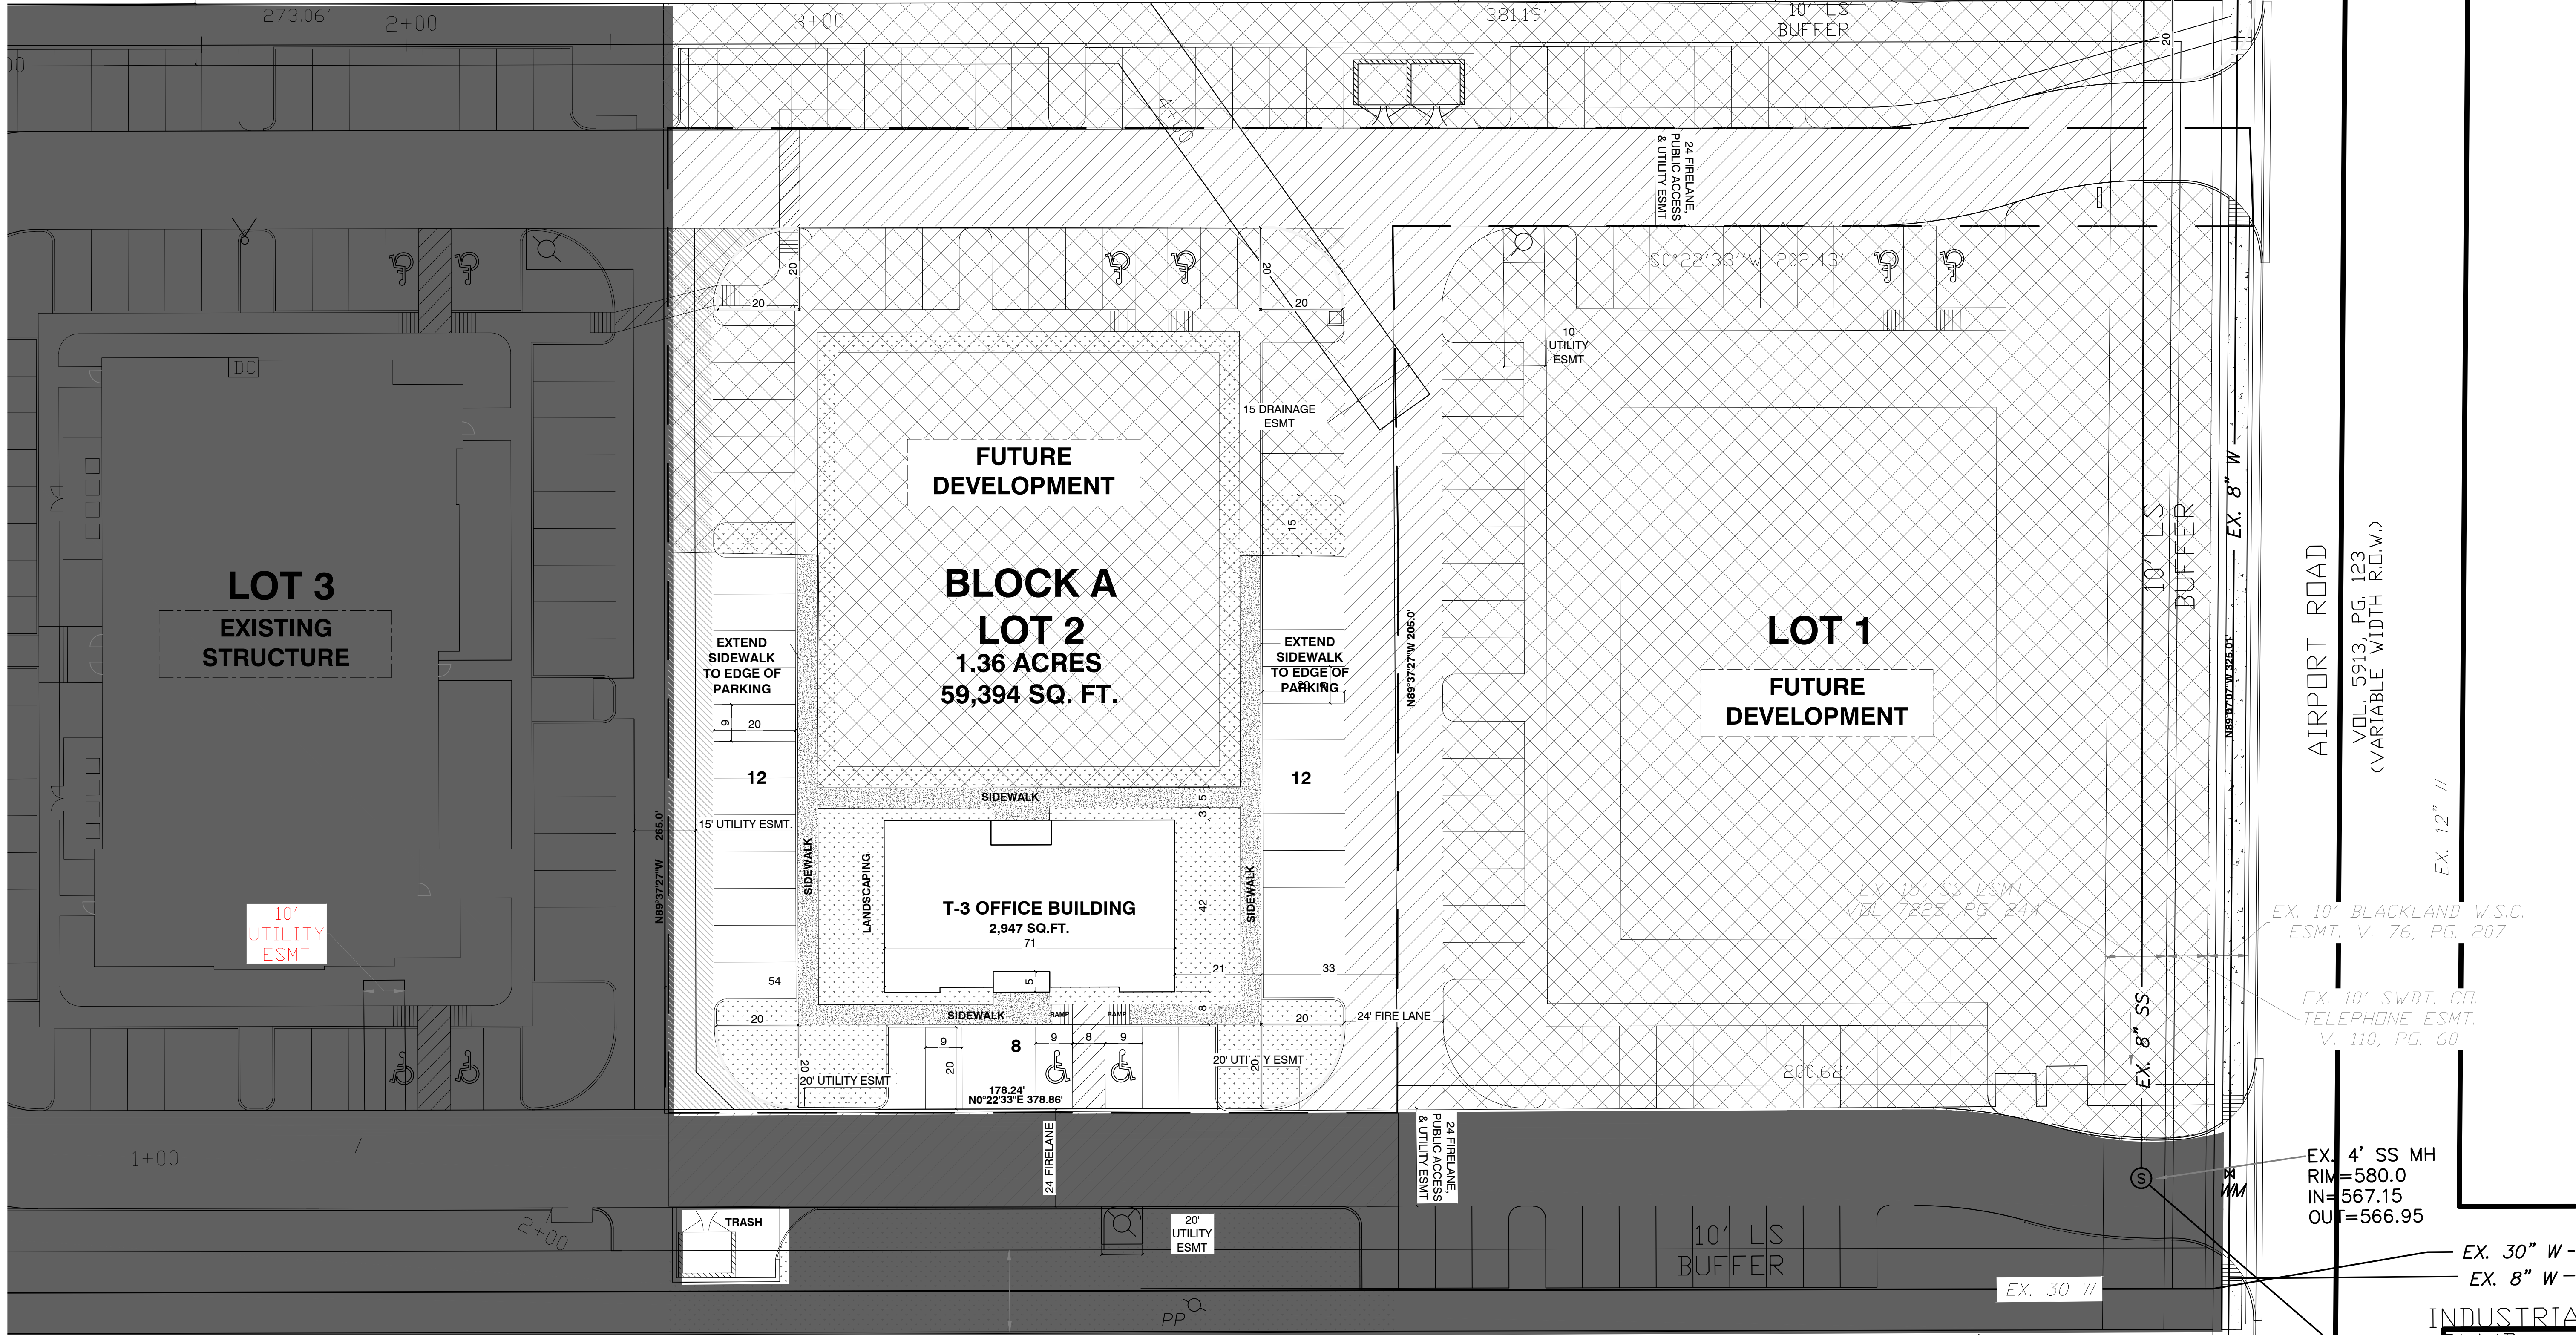 273.06'
2+00
3+00
381.19'
10' LS
BUFFER
20
00
4+00
24 FIRELANE,
PUBLIC ACCESS
& UTILITY ESMT
20
20
20
20
S0°22'33"W 202.43'
10
UTILITY
ESMT
DC
15 DRAINAGE
ESMT
FUTURE
DEVELOPMENT
15
BLOCK A
LOT 2
1.36 ACRES
59,394 SQ. FT.
LOT 3
EXISTING
STRUCTURE
EXTEND
SIDEWALK
TO EDGE OF
PARKING
EXTEND
SIDEWALK
TO EDGE OF
PARKING
20
9
20
12
12
N89°37'27"W 205.0'
LOT 1
FUTURE
DEVELOPMENT
10' LS
BUFFER
EX. 8" W
N89°07'07"W 325.01'
AIRPORT ROAD
VOL. 5913, PG. 123
(VARIABLE WIDTH R.O.W.)
EX. 12" W
SIDEWALK
5
3
15' UTILITY ESMT.
N89°37'27"W 265.0'
SIDEWALK
LANDSCAPING
T-3 OFFICE BUILDING
2,947 SQ.FT.
71
42
SIDEWALK
EX. 15' SS ESMT
VOL 7225, PG. 244
EX. 10' BLACKLAND W.S.C.
ESMT. V. 76, PG. 207
10'
UTILITY
ESMT
54
5
21
33
8
20
SIDEWALK
RAMP
RAMP
20
24' FIRE LANE
EX. 8" SS
EX. 10' SWBT. CO.
TELEPHONE ESMT.
V. 110, PG. 60
9
8
9
8
9
20
20
20' UTILITY ESMT
20' UTI Y ESMT
20
178.24'
N0°22'33"E 378.86'
200.62'
24' FIRELANE
24 FIRELANE,
PUBLIC ACCESS
& UTILITY ESMT
1+00
EX. 4' SS MH
RIM=580.0
IN=567.15
OUT=566.95
S
WM
2+00
TRASH
20'
UTILITY
ESMT
10' LS
BUFFER
EX. 30" W
EX. 8" W
EX. 30 W
PP
INDUSTRIA